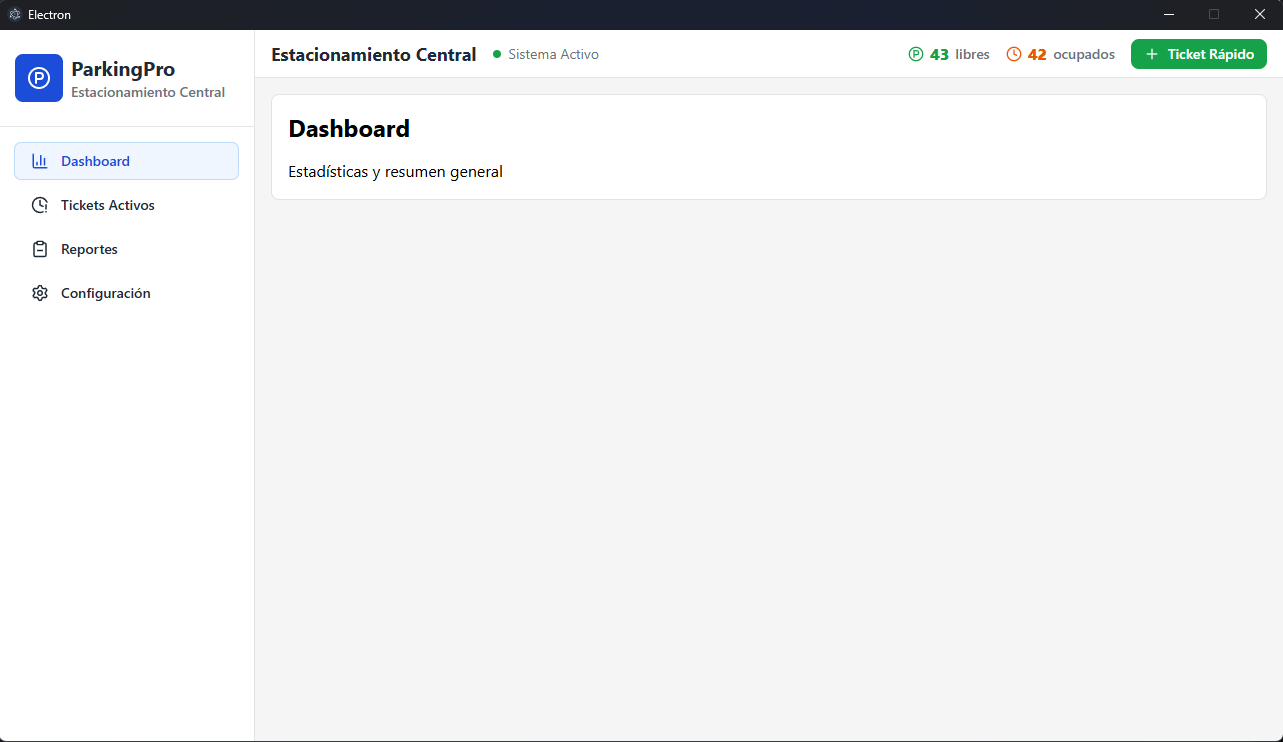 Electron
ParkingPro
Estacionamiento Central
Dashboard
Tickets Activos
Reportes
Configuración
Estacionamiento Central Sistema Activo 43 libres 42 ocupados Ticket Rápido
Dashboard
Estadísticas y resumen general